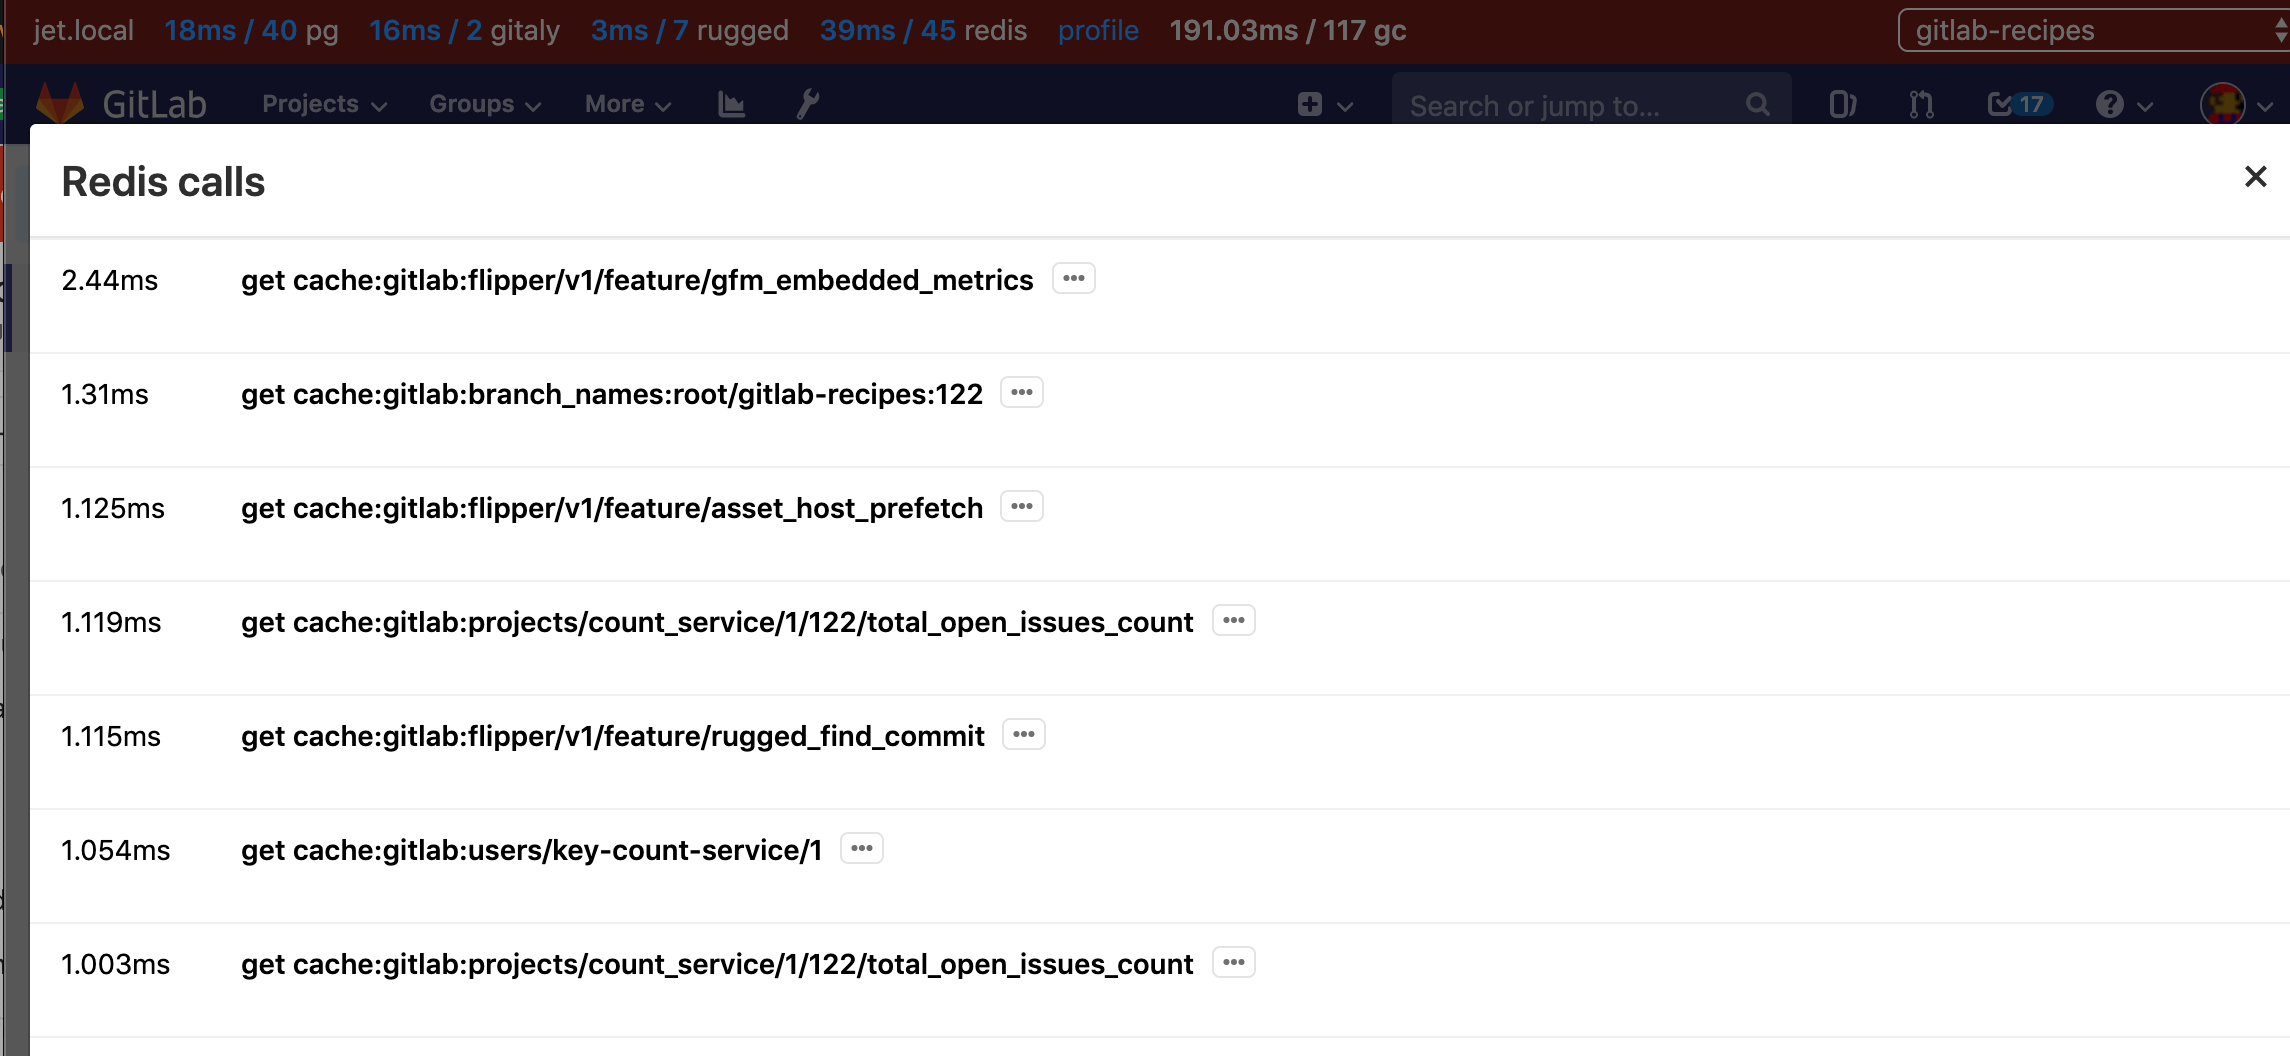 jet.local 18ms / 40 pg 16ms / 2 gitaly 3ms / 7 rugged 39ms / 45 redis profile 191.03ms / 117 gc gitlab-recipes
GitLab Projects Groups More Search or jump to... 17
Redis calls
2.44ms get cache:gitlab:flipper/v1/feature/gfm_embedded_metrics
1.31ms get cache:gitlab:branch_names:root/gitlab-recipes:122
1.125ms get cache:gitlab:flipper/v1/feature/asset_host_prefetch
1.119ms get cache:gitlab:projects/count_service/1/122/total_open_issues_count
1.115ms get cache:gitlab:flipper/v1/feature/rugged_find_commit
1.054ms get cache:gitlab:users/key-count-service/1
1.003ms get cache:gitlab:projects/count_service/1/122/total_open_issues_count